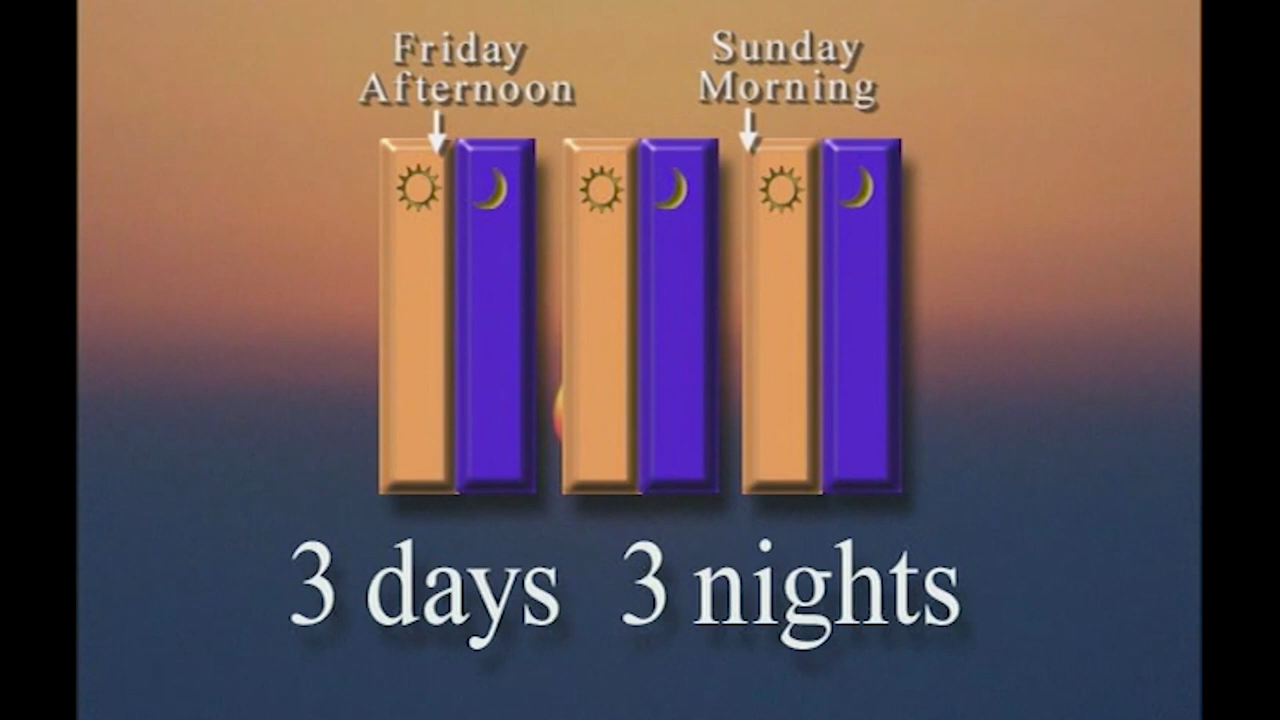 Friday
Afternoon
Sunday
Morning
3 days 3 nights